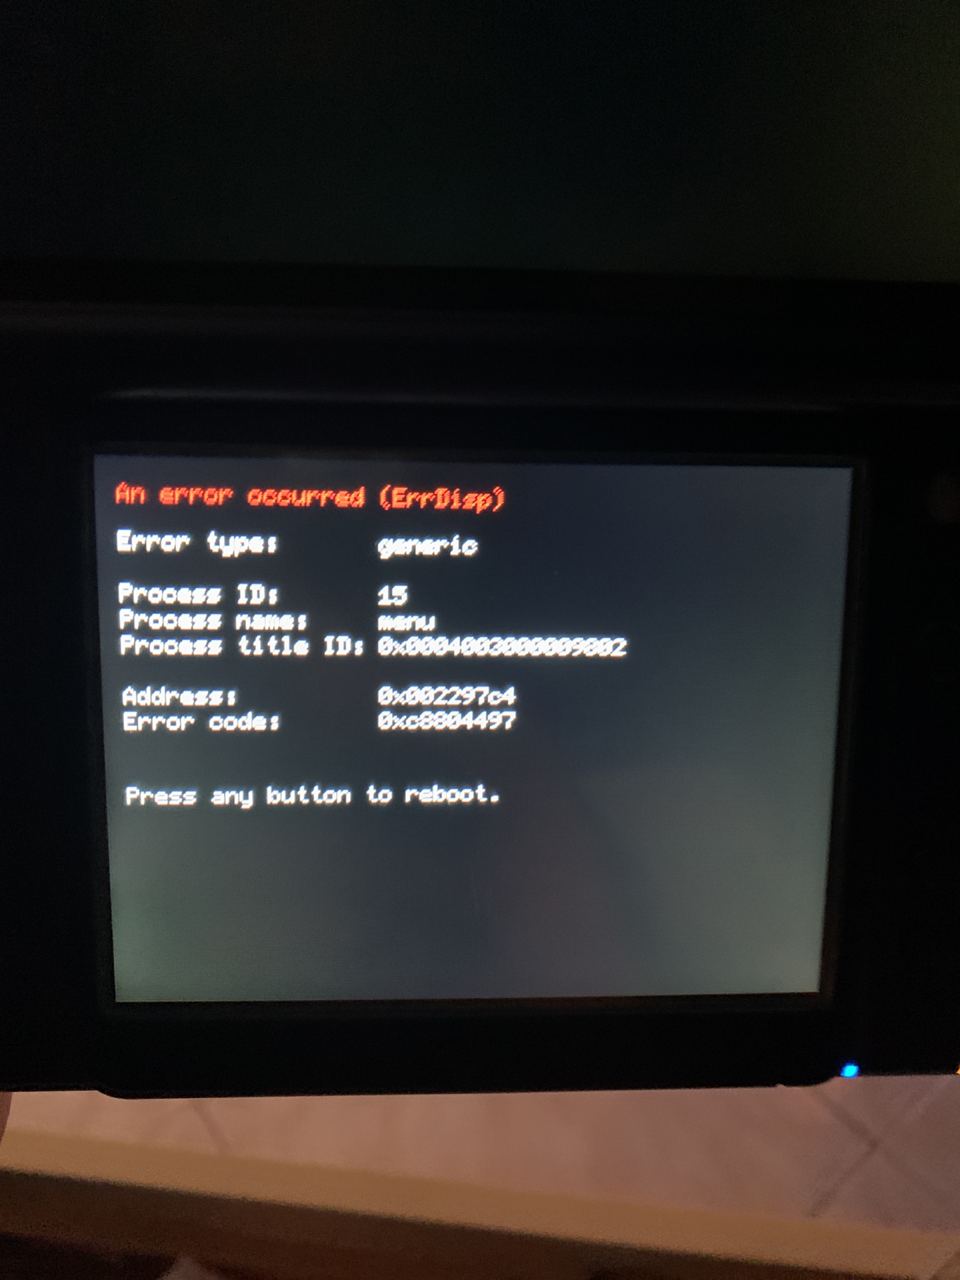 An error occurred (ErrDisp)
Error type: generic
Process ID: 15
Process name: menu
Process title ID: 0x0004003000009802
Address: 0x002297c4
Error code: 0xc8804497
Press any button to reboot.